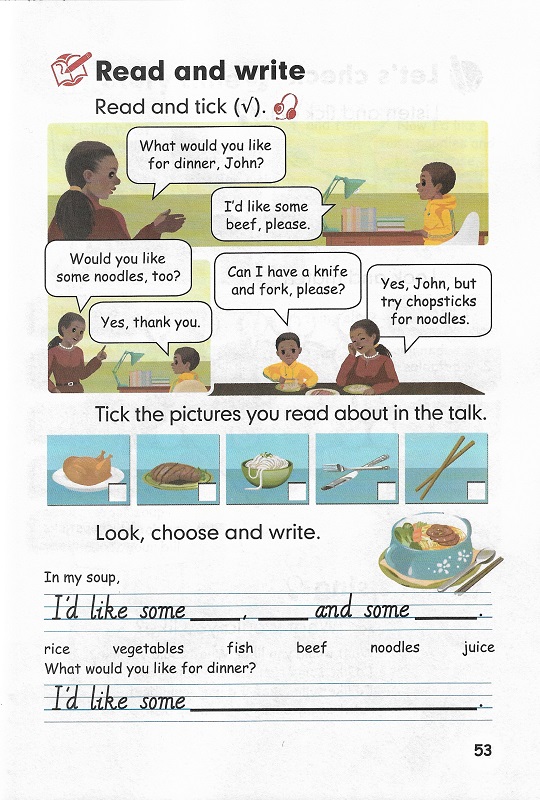 Read and write
Read and tick (√).
What would you like
for dinner, John?
I'd like some
beef, please.
Would you like
some noodles, too?
Yes, thank you.
Can I have a knife
and fork, please?
Yes, John, but
try chopsticks
for noodles.
Tick the pictures you read about in the talk.
Look, choose and write.
In my soup,
I'd like some ____, ____ and some ____.
rice vegetables fish beef noodles juice
What would you like for dinner?
I'd like some ____.
53